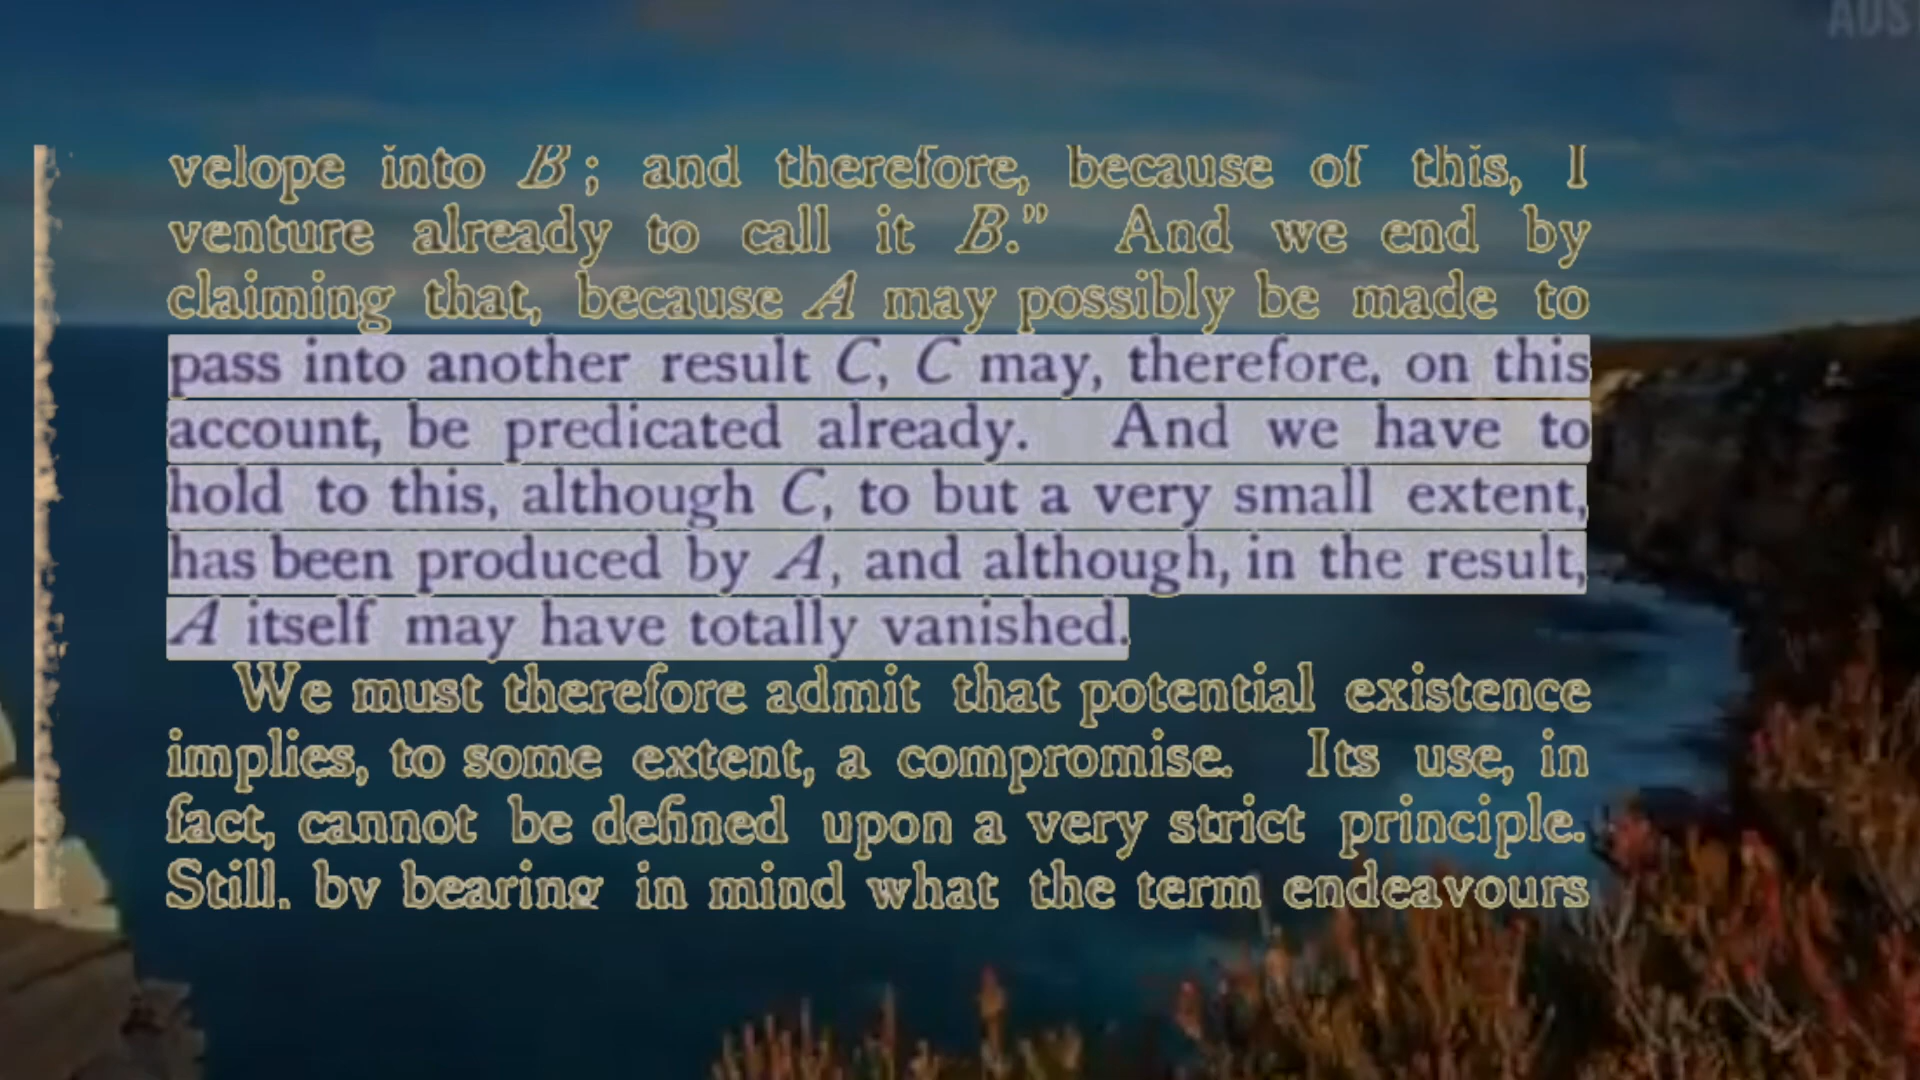 AUS
velope into B; and therefore, because of this, I
venture already to call it B." And we end by
claiming that, because A may possibly be made to
pass into another result C, C may, therefore, on this
account, be predicated already. And we have to
hold to this, although C, to but a very small extent,
has been produced by A, and although, in the result,
A itself may have totally vanished.
We must therefore admit that potential existence
implies, to some extent, a compromise. Its use, in
fact, cannot be defined upon a very strict principle.
Still, by bearing in mind what the term endeavours